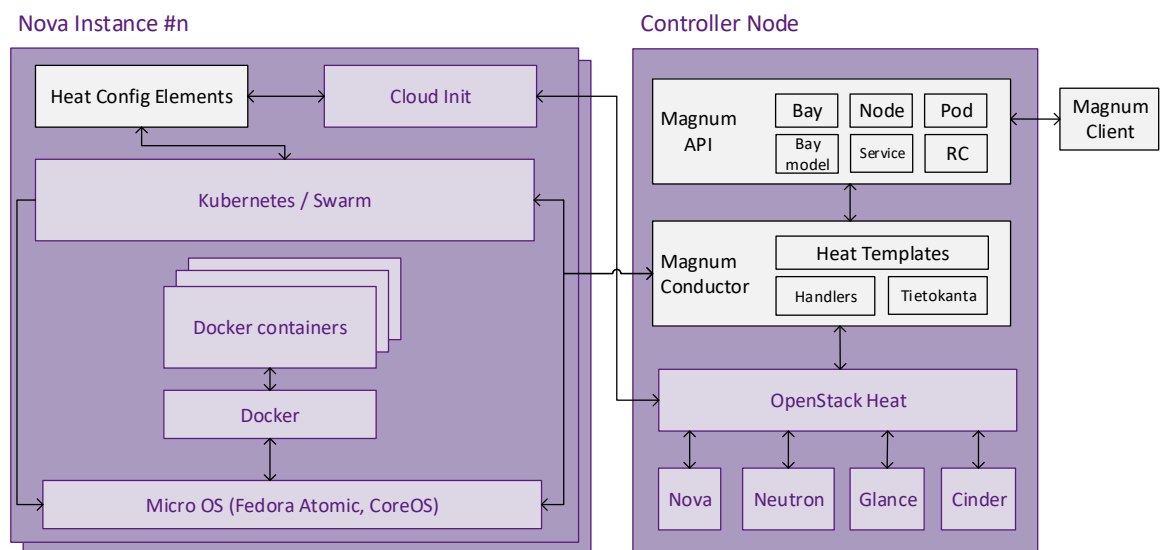 Nova Instance #n
Heat Config Elements
Cloud Init
Kubernetes / Swarm
Docker containers
Docker
Micro OS (Fedora Atomic, CoreOS)
Controller Node
Magnum
API
Bay
Node
Pod
Bay
model
Service
RC
Magnum
Client
Magnum
Conductor
Heat Templates
Handlers
Tietokanta
OpenStack Heat
Nova
Neutron
Glance
Cinder